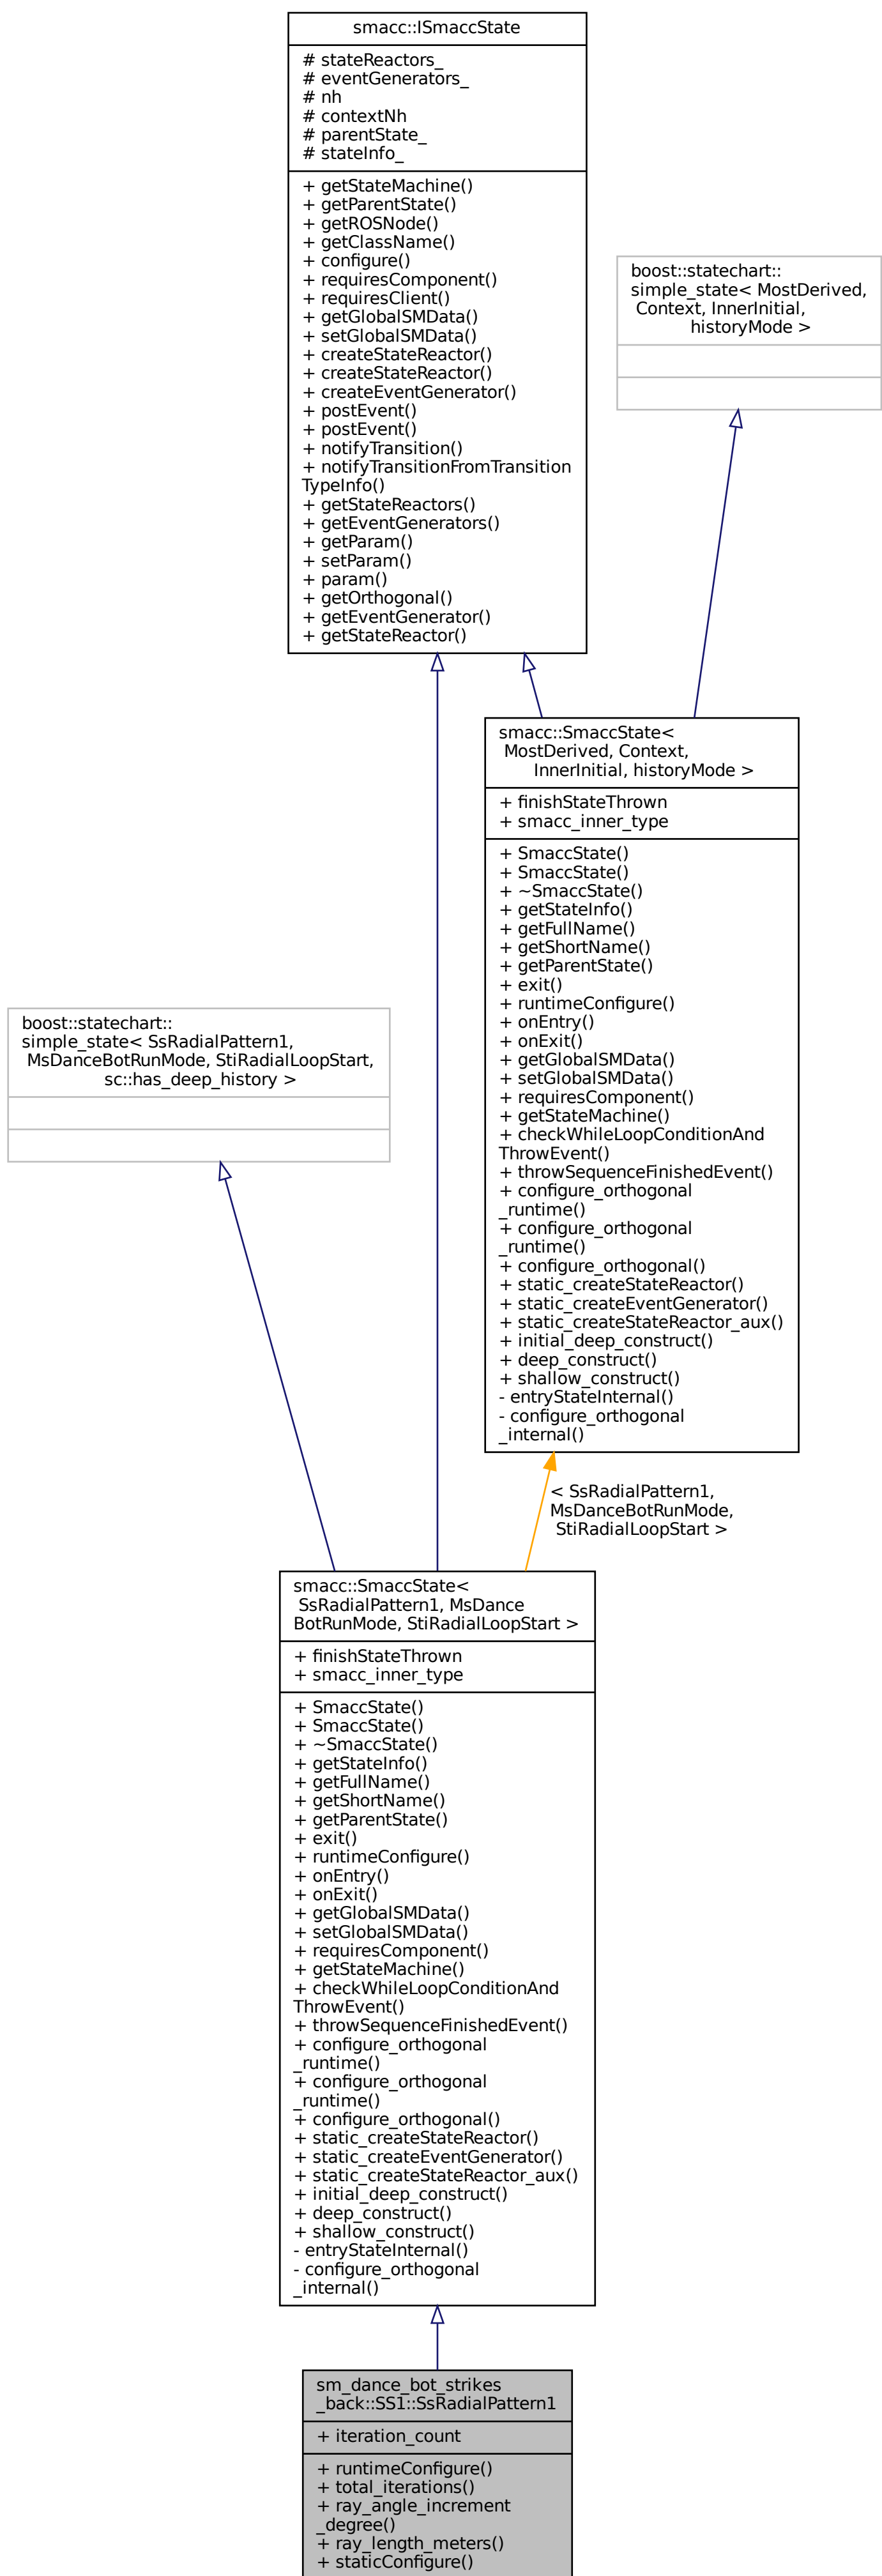 smacc::ISmaccState
# stateReactors_
# eventGenerators_
# nh
# contextNh
# parentState_
# stateInfo_
+ getStateMachine()
+ getParentState()
+ getROSNode()
+ getClassName()
+ configure()
+ requiresComponent()
+ requiresClient()
+ getGlobalSMData()
+ setGlobalSMData()
+ createStateReactor()
+ createStateReactor()
+ createEventGenerator()
+ postEvent()
+ postEvent()
+ notifyTransition()
+ notifyTransitionFromTransition
TypeInfo()
+ getStateReactors()
+ getEventGenerators()
+ getParam()
+ setParam()
+ param()
+ getOrthogonal()
+ getEventGenerator()
+ getStateReactor()
boost::statechart::
simple_state< MostDerived,
Context, InnerInitial,
historyMode >
smacc::SmaccState<
MostDerived, Context,
InnerInitial, historyMode >
+ finishStateThrown
+ smacc_inner_type
+ SmaccState()
+ SmaccState()
+ ~SmaccState()
+ getStateInfo()
+ getFullName()
+ getShortName()
+ getParentState()
+ exit()
+ runtimeConfigure()
+ onEntry()
+ onExit()
+ getGlobalSMData()
+ setGlobalSMData()
+ requiresComponent()
+ getStateMachine()
+ checkWhileLoopConditionAnd
ThrowEvent()
+ throwSequenceFinishedEvent()
+ configure_orthogonal
_runtime()
+ configure_orthogonal
_runtime()
+ configure_orthogonal()
+ static_createStateReactor()
+ static_createEventGenerator()
+ static_createStateReactor_aux()
+ initial_deep_construct()
+ deep_construct()
+ shallow_construct()
- entryStateInternal()
- configure_orthogonal
_internal()
boost::statechart::
simple_state< SsRadialPattern1,
MsDanceBotRunMode, StiRadialLoopStart,
sc::has_deep_history >
< SsRadialPattern1,
MsDanceBotRunMode,
StiRadialLoopStart >
smacc::SmaccState<
SsRadialPattern1, MsDance
BotRunMode, StiRadialLoopStart >
+ finishStateThrown
+ smacc_inner_type
+ SmaccState()
+ SmaccState()
+ ~SmaccState()
+ getStateInfo()
+ getFullName()
+ getShortName()
+ getParentState()
+ exit()
+ runtimeConfigure()
+ onEntry()
+ onExit()
+ getGlobalSMData()
+ setGlobalSMData()
+ requiresComponent()
+ getStateMachine()
+ checkWhileLoopConditionAnd
ThrowEvent()
+ throwSequenceFinishedEvent()
+ configure_orthogonal
_runtime()
+ configure_orthogonal
_runtime()
+ configure_orthogonal()
+ static_createStateReactor()
+ static_createEventGenerator()
+ static_createStateReactor_aux()
+ initial_deep_construct()
+ deep_construct()
+ shallow_construct()
- entryStateInternal()
- configure_orthogonal
_internal()
sm_dance_bot_strikes
_back::SS1::SsRadialPattern1
+ iteration_count
+ runtimeConfigure()
+ total_iterations()
+ ray_angle_increment
_degree()
+ ray_length_meters()
+ staticConfigure()